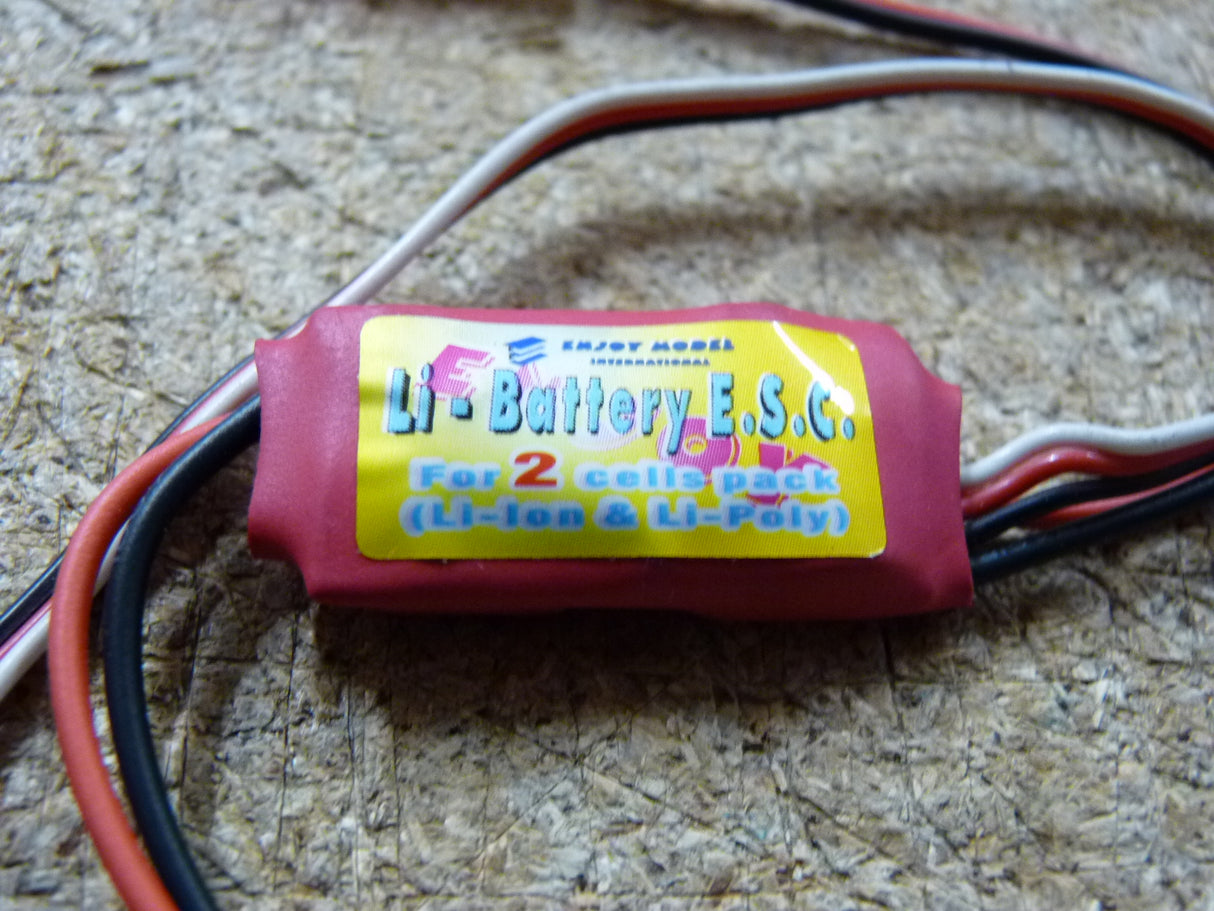 ENJOY MODEL
INTERNATIONAL
Li - Battery E.S.C.
For 2 cells pack
(Li-Ion & Li-Poly)